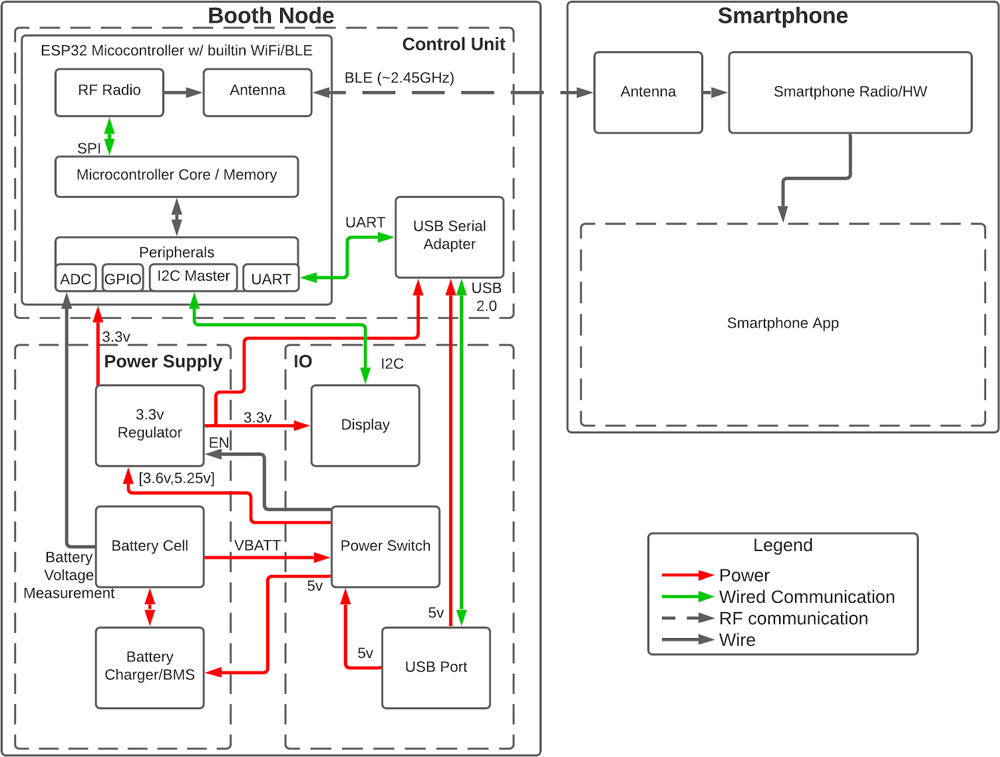 Booth Node
Control Unit
ESP32 Micocontroller w/ builtin WiFi/BLE
RF Radio
Antenna
BLE (~2.45GHz)
SPI
Microcontroller Core / Memory
Peripherals
ADC
GPIO
I2C Master
UART
UART
USB Serial
Adapter
USB
2.0
3.3v
Power Supply
IO
I2C
3.3v
Regulator
3.3v
Display
EN
[3.6v,5.25v]
Battery Cell
VBATT
Power Switch
Battery
Voltage
Measurement
5v
5v
Battery
Charger/BMS
5v
USB Port
Smartphone
Antenna
Smartphone Radio/HW
Smartphone App
Legend
Power
Wired Communication
RF communication
Wire